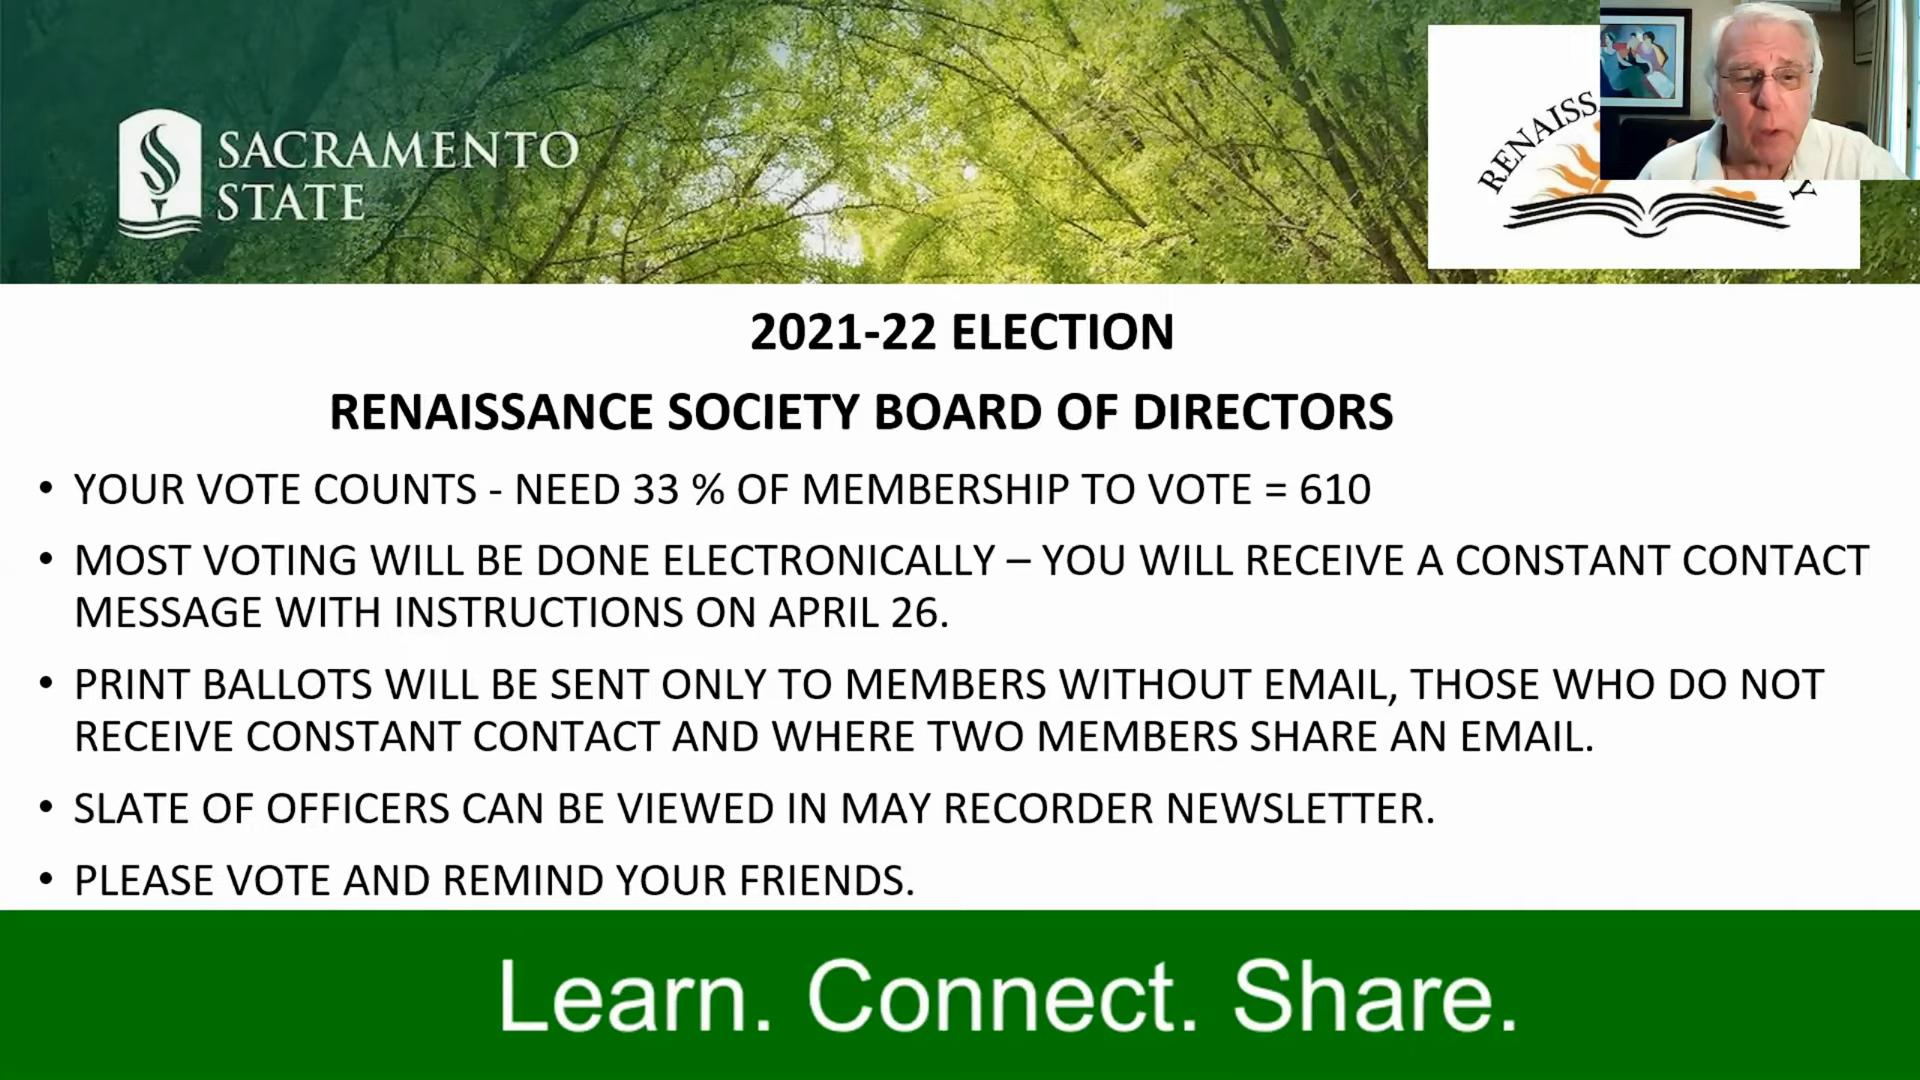 SACRAMENTO
STATE
RENAISS
Y
2021-22 ELECTION
RENAISSANCE SOCIETY BOARD OF DIRECTORS
• YOUR VOTE COUNTS - NEED 33 % OF MEMBERSHIP TO VOTE = 610
• MOST VOTING WILL BE DONE ELECTRONICALLY – YOU WILL RECEIVE A CONSTANT CONTACT
MESSAGE WITH INSTRUCTIONS ON APRIL 26.
• PRINT BALLOTS WILL BE SENT ONLY TO MEMBERS WITHOUT EMAIL, THOSE WHO DO NOT
RECEIVE CONSTANT CONTACT AND WHERE TWO MEMBERS SHARE AN EMAIL.
• SLATE OF OFFICERS CAN BE VIEWED IN MAY RECORDER NEWSLETTER.
• PLEASE VOTE AND REMIND YOUR FRIENDS.
Learn. Connect. Share.